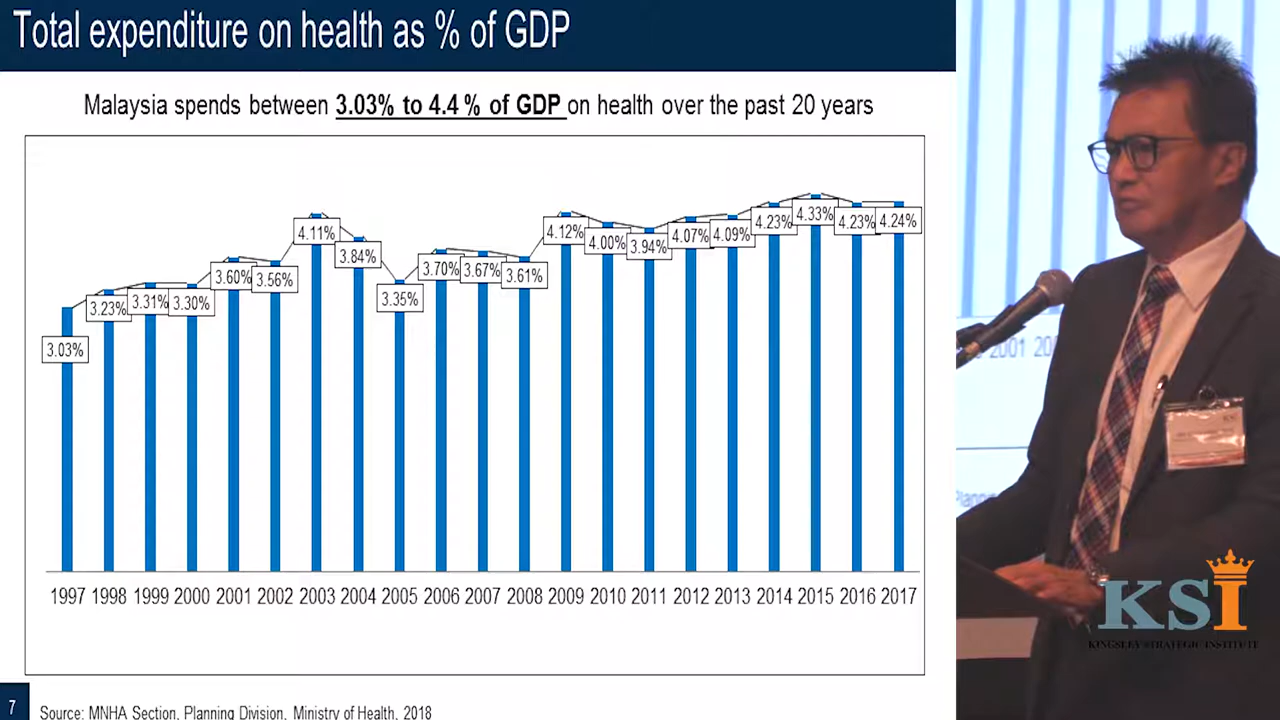 Total expenditure on health as % of GDP
Malaysia spends between 3.03% to 4.4 % of GDP on health over the past 20 years
3.03% 3.23% 3.31% 3.30% 3.60% 3.56% 4.11% 3.84% 3.35% 3.70% 3.67% 3.61% 4.12% 4.00% 3.94% 4.07% 4.09% 4.23% 4.33% 4.23% 4.24%
1997 1998 1999 2000 2001 2002 2003 2004 2005 2006 2007 2008 2009 2010 2011 2012 2013 2014 2015 2016 2017
7
Source: MNHA Section, Planning Division, Ministry of Health, 2018
2001
KSI
KINGSLEY STRATEGIC INSTITUTE